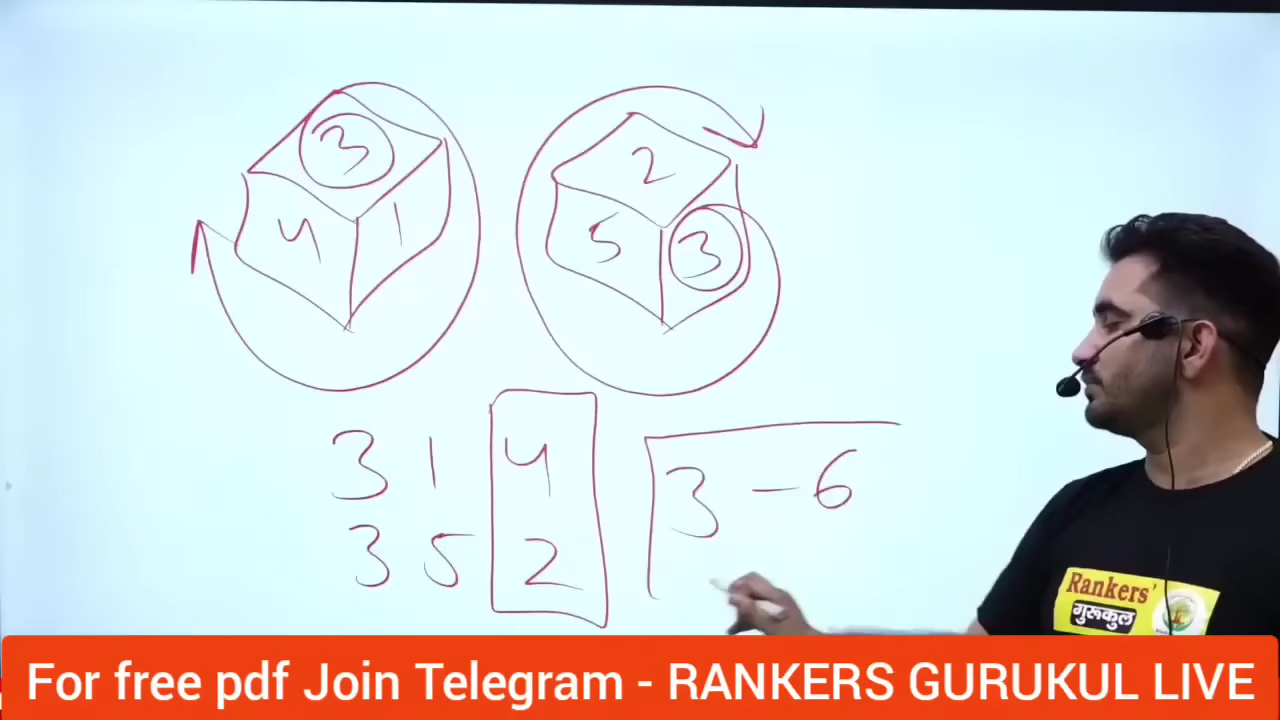 3
4 1
2
5 3
3 1 4
3 5 2
3 - 6
Rankers'
गुरुकुल
For free pdf Join Telegram - RANKERS GURUKUL LIVE